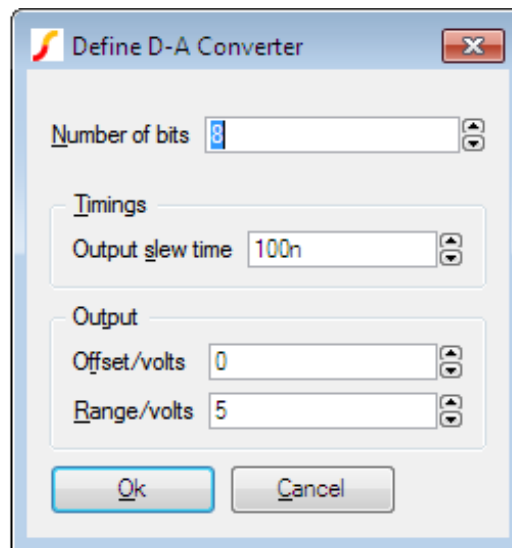 Define D-A Converter
Number of bits 8
Timings
Output slew time 100n
Output
Offset/volts 0
Range/volts 5
Ok Cancel